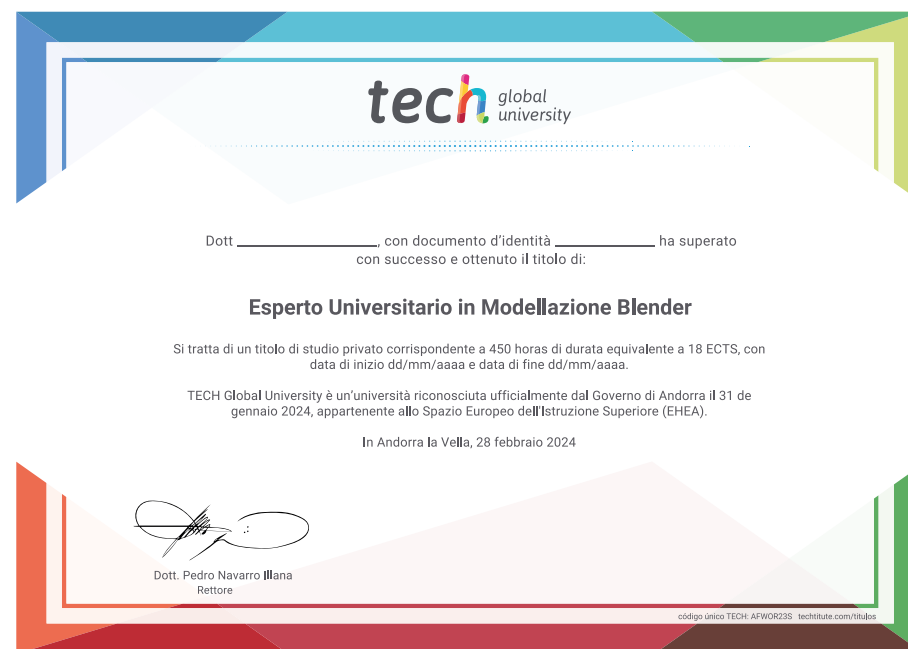 tech global university
Dott ____________________, con documento d'identità ______________ ha superato
con successo e ottenuto il titolo di:
Esperto Universitario in Modellazione Blender
Si tratta di un titolo di studio privato corrispondente a 450 horas di durata equivalente a 18 ECTS, con
data di inizio dd/mm/aaaa e data di fine dd/mm/aaaa.
TECH Global University è un'università riconosciuta ufficialmente dal Governo di Andorra il 31 de
gennaio 2024, appartenente allo Spazio Europeo dell'Istruzione Superiore (EHEA).
In Andorra la Vella, 28 febbraio 2024
Dott. Pedro Navarro Illana
Rettore
código único TECH: AFWOR23S techtitute.com/titulos